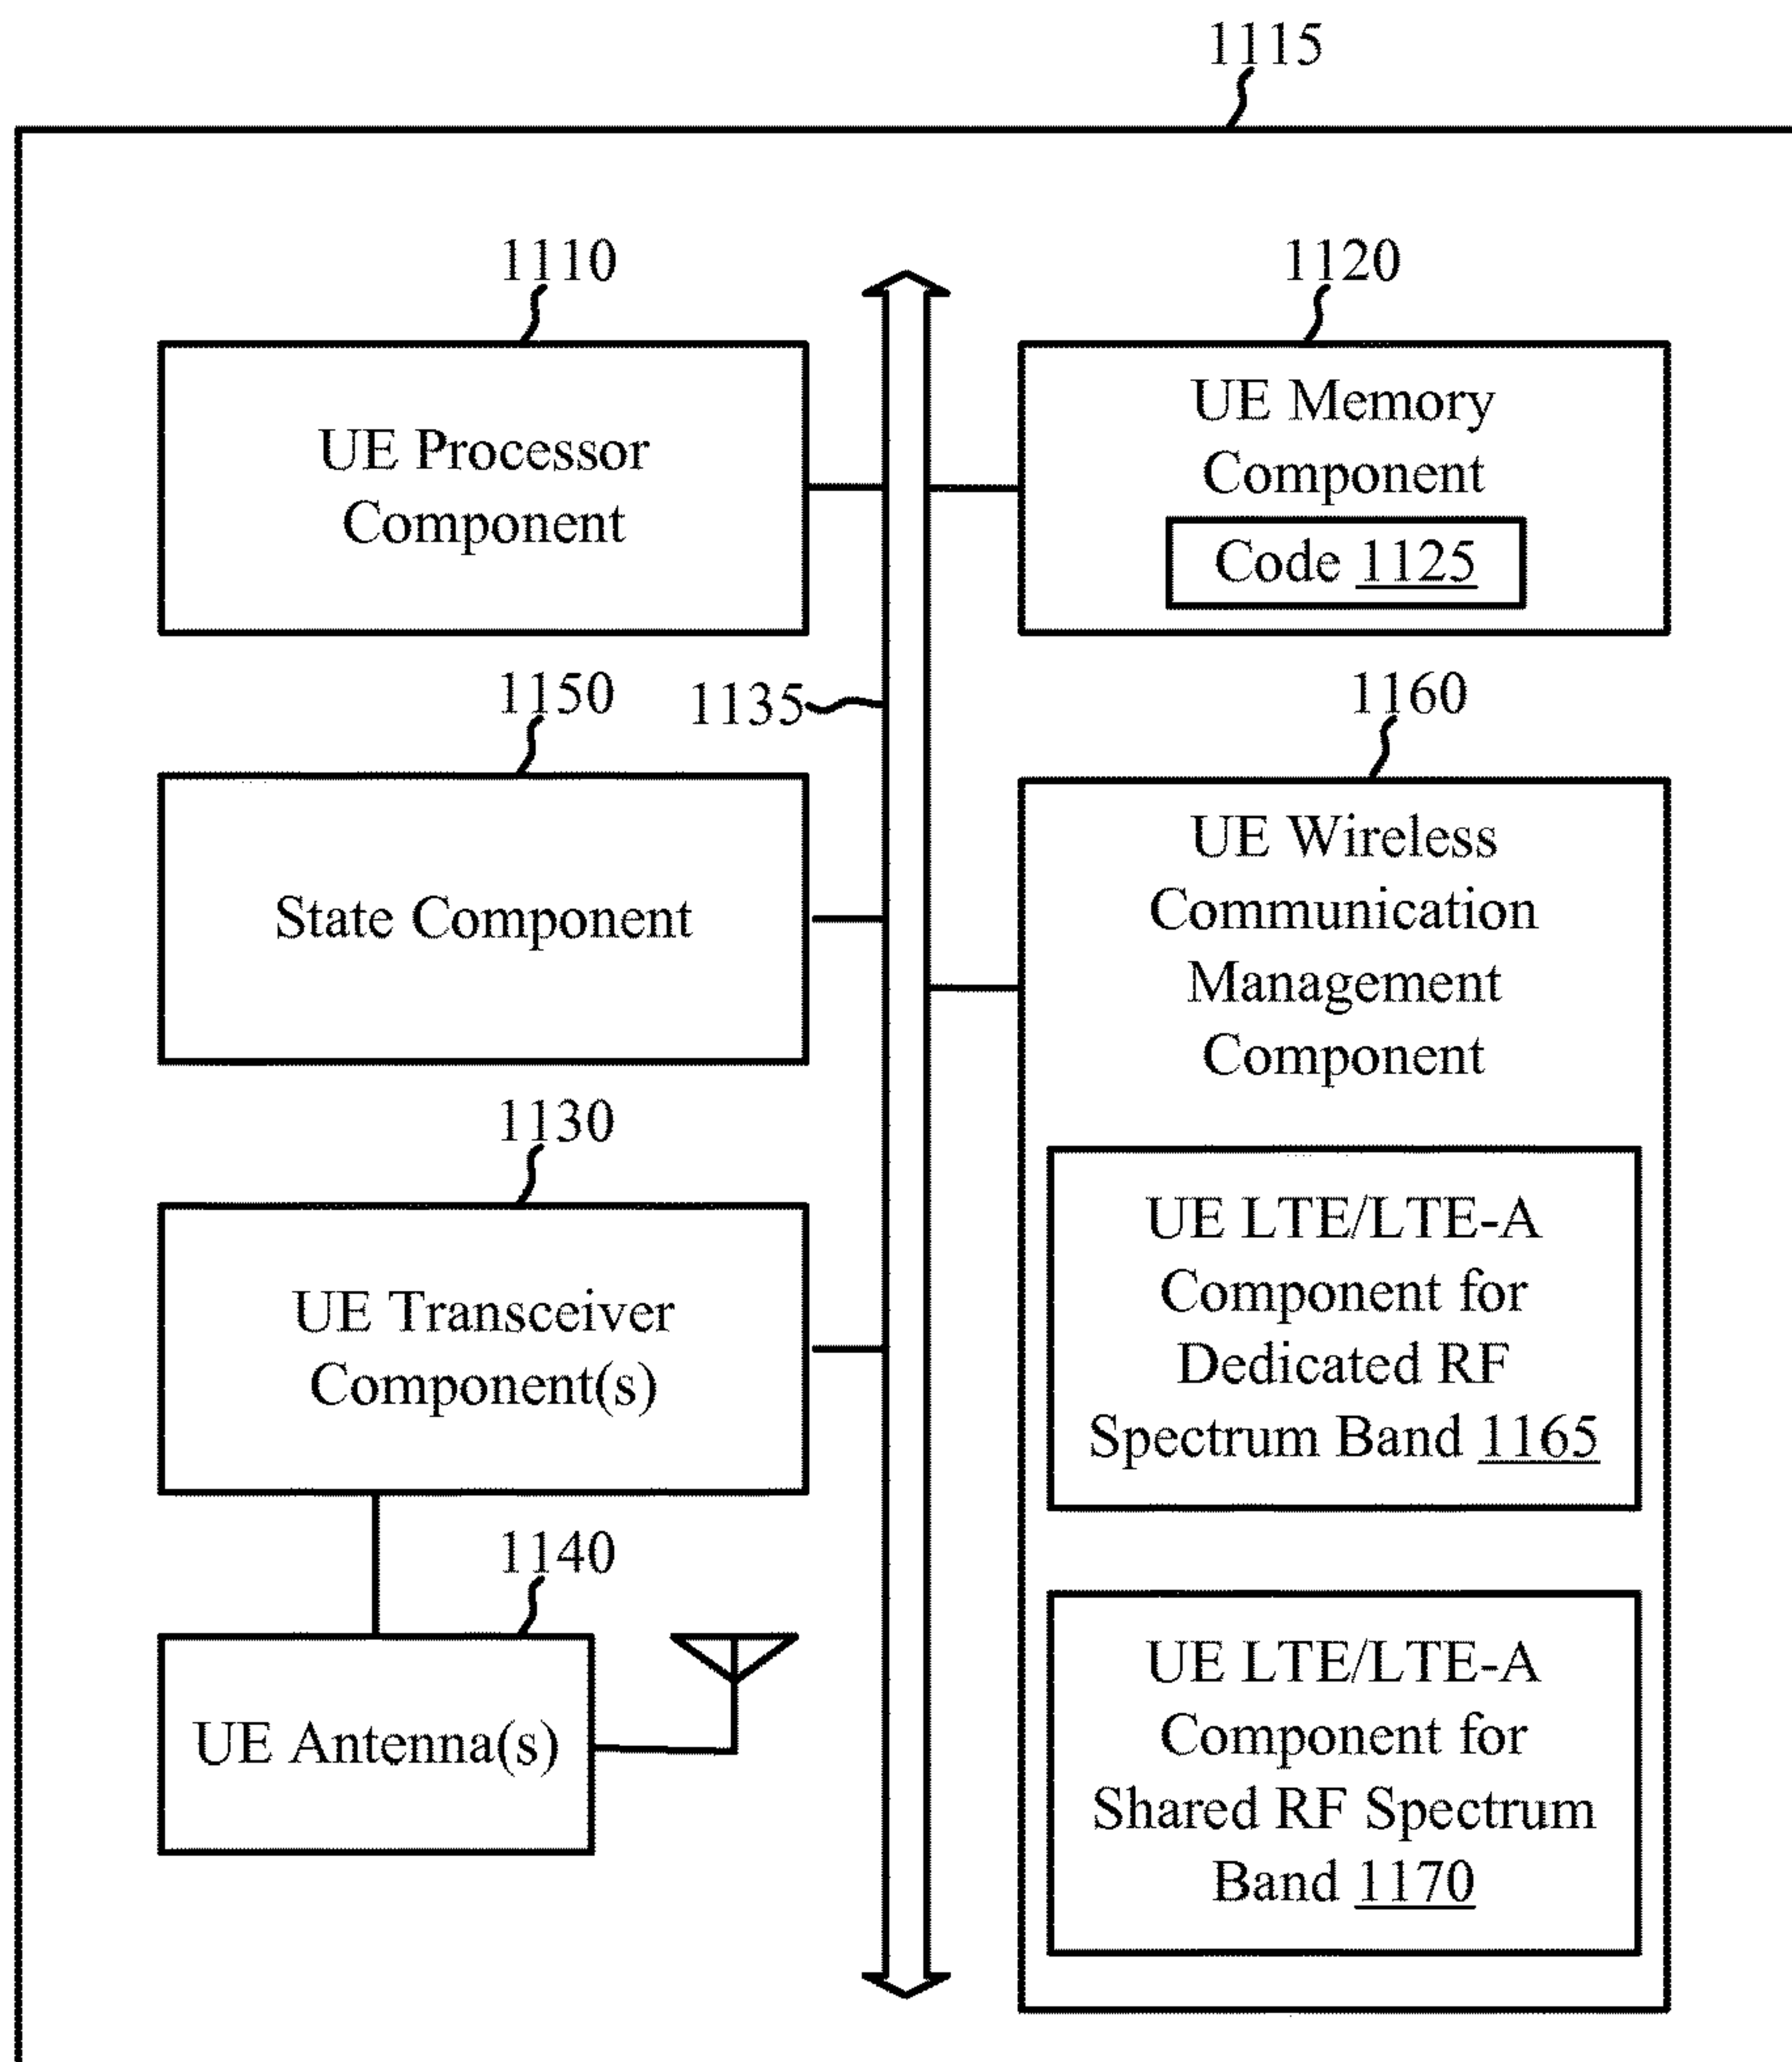 1115
1110
UE Processor
Component
1120
UE Memory
Component
Code 1125
1150
State Component
1135
1160
UE Wireless
Communication
Management
Component
1130
UE Transceiver
Component(s)
UE LTE/LTE-A
Component for
Dedicated RF
Spectrum Band 1165
1140
UE Antenna(s)
UE LTE/LTE-A
Component for
Shared RF Spectrum
Band 1170